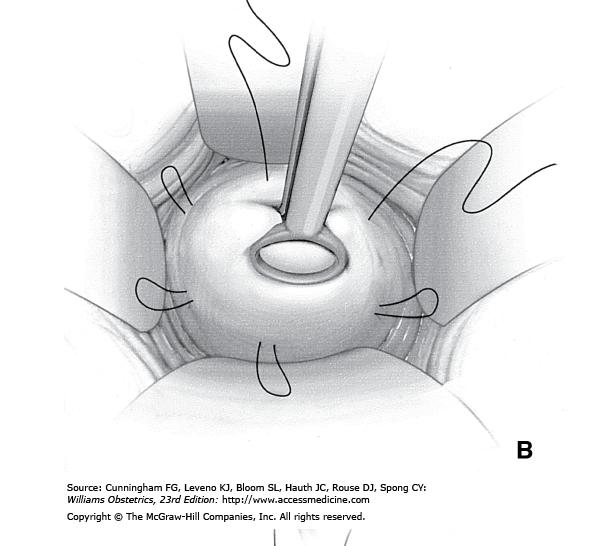 B
Source: Cunningham FG, Leveno KJ, Bloom SL, Hauth JC, Rouse DJ, Spong CY:
Williams Obstetrics, 23rd Edition: http://www.accessmedicine.com
Copyright © The McGraw-Hill Companies, Inc. All rights reserved.